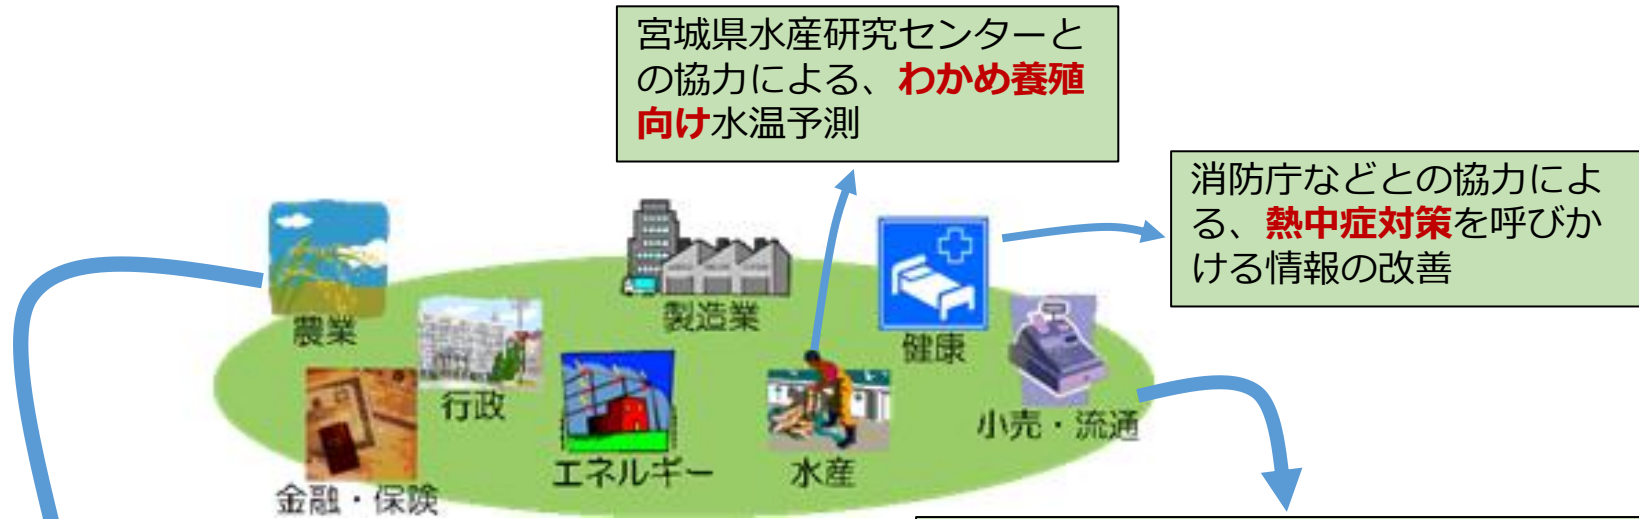 宮城県水産研究センターと
の協力による、わかめ養殖
向け水温予測
消防庁などとの協力によ
る、熱中症対策を呼びか
ける情報の改善
農業
製造業
健康
行政
小売・流通
エネルギー
水産
金融・保険